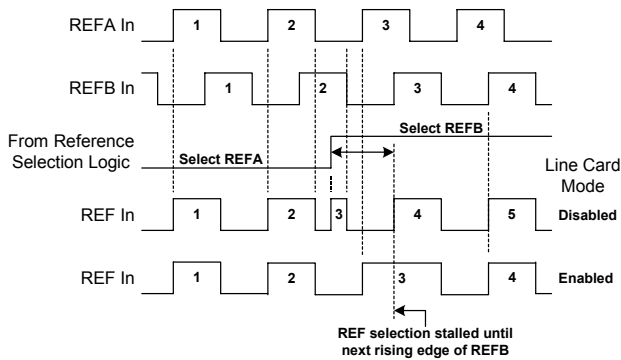 REFA In 1 2 3 4
REFB In 1 2 3 4
From Reference
Selection Logic
Select REFA
Select REFB
Line Card
Mode
REF In 1 2 3 4 5 Disabled
REF In 1 2 3 4 Enabled
REF selection stalled until
next rising edge of REFB